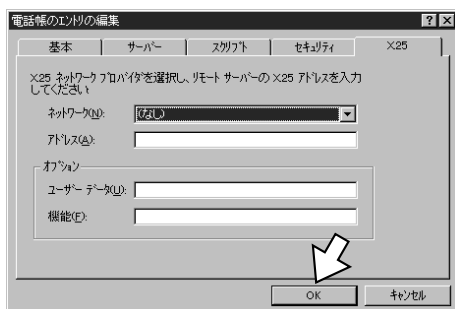 電話帳のエントリの編集
基本 サーバー スクリプト セキュリティ X25
X25 ネットワーク プロバイダを選択し、リモート サーバーの X25 アドレスを入力
してください
ネットワーク(N): (なし)
アドレス(A):
オプション
ユーザー データ(U):
機能(F):
OK キャンセル